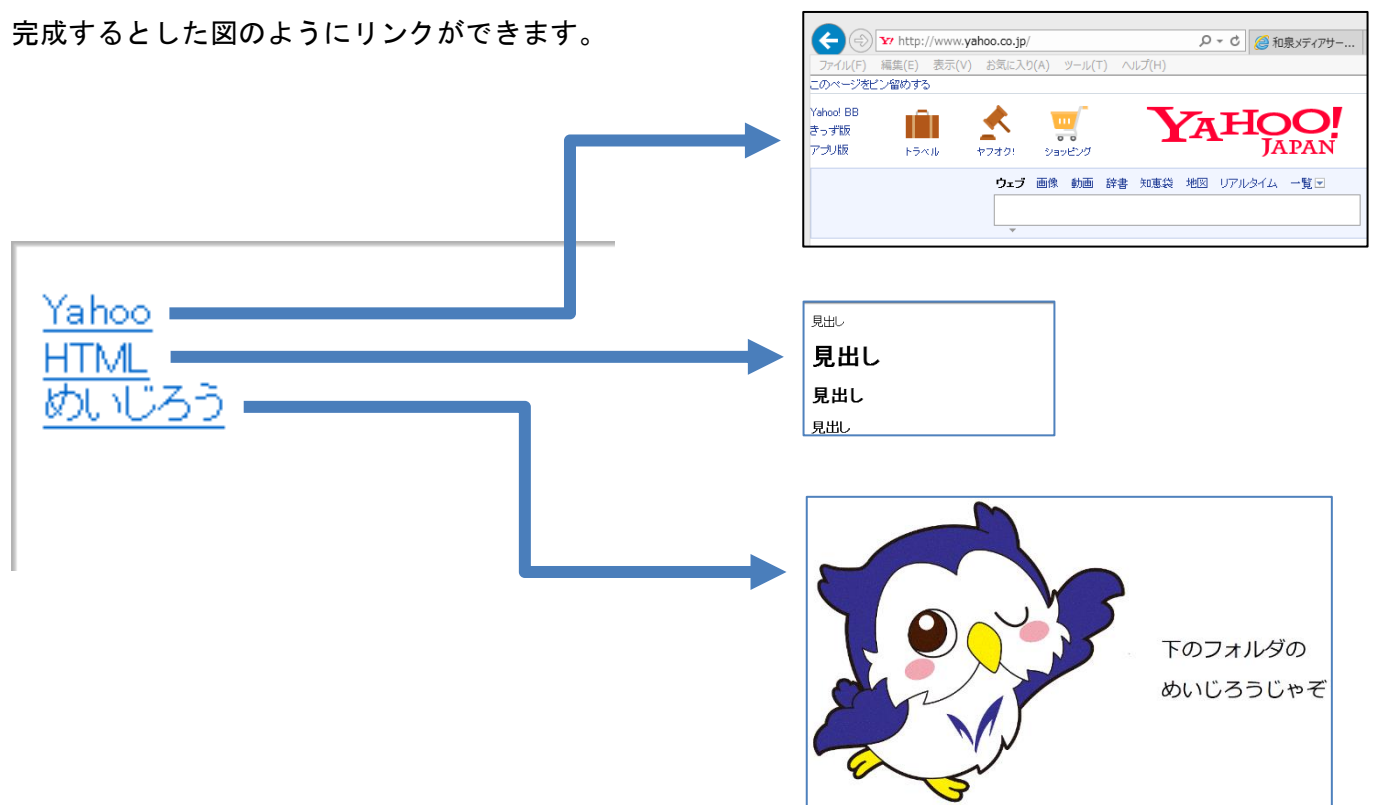 完成するとした図のようにリンクができます。
http://www.yahoo.co.jp/
和泉メディアサー...
ファイル(F) 編集(E) 表示(V) お気に入り(A) ツール(T) ヘルプ(H)
このページをピン留めする
Yahoo! BB
きっず版
アプリ版
トラベル
ヤフオク!
ショッピング
YAHOO!
JAPAN
ウェブ 画像 動画 辞書 知恵袋 地図 リアルタイム 一覧
Yahoo
HTML
めいじろう
見出し
見出し
見出し
見出し
下のフォルダの
めいじろうじゃぞ